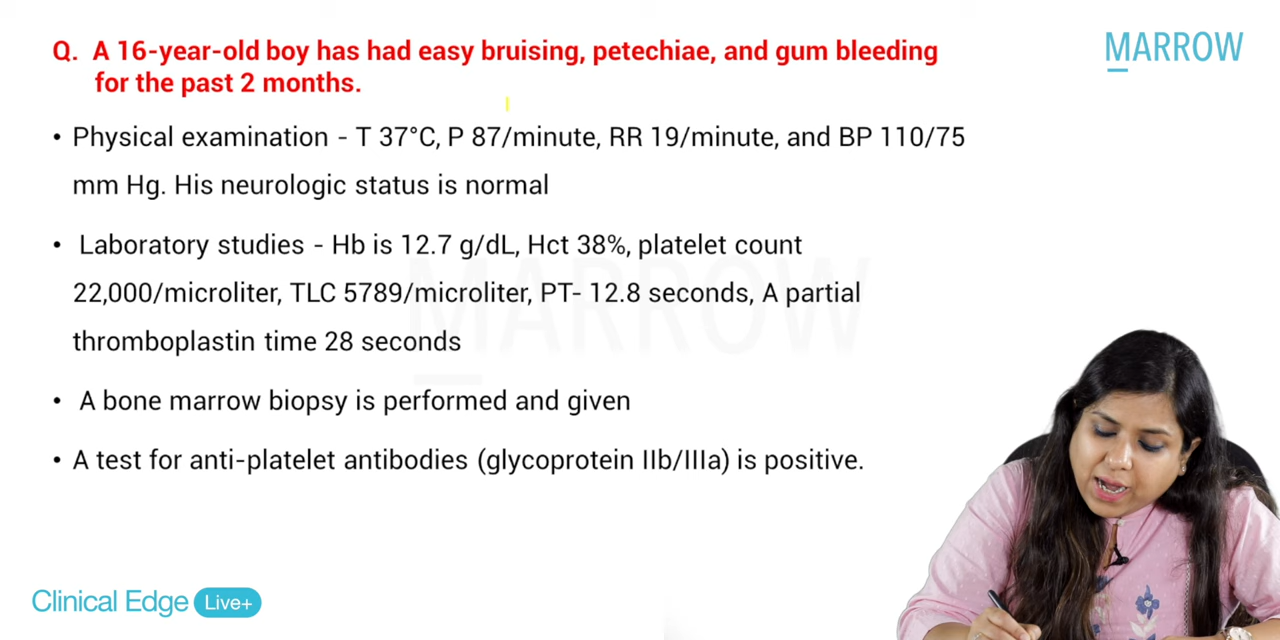 MARROW
Q. A 16-year-old boy has had easy bruising, petechiae, and gum bleeding
for the past 2 months.
• Physical examination - T 37°C, P 87/minute, RR 19/minute, and BP 110/75
mm Hg. His neurologic status is normal
• Laboratory studies - Hb is 12.7 g/dL, Hct 38%, platelet count
22,000/microliter, TLC 5789/microliter, PT- 12.8 seconds, A partial
thromboplastin time 28 seconds
• A bone marrow biopsy is performed and given
• A test for anti-platelet antibodies (glycoprotein IIb/IIIa) is positive.
MARROW
Clinical Edge Live+